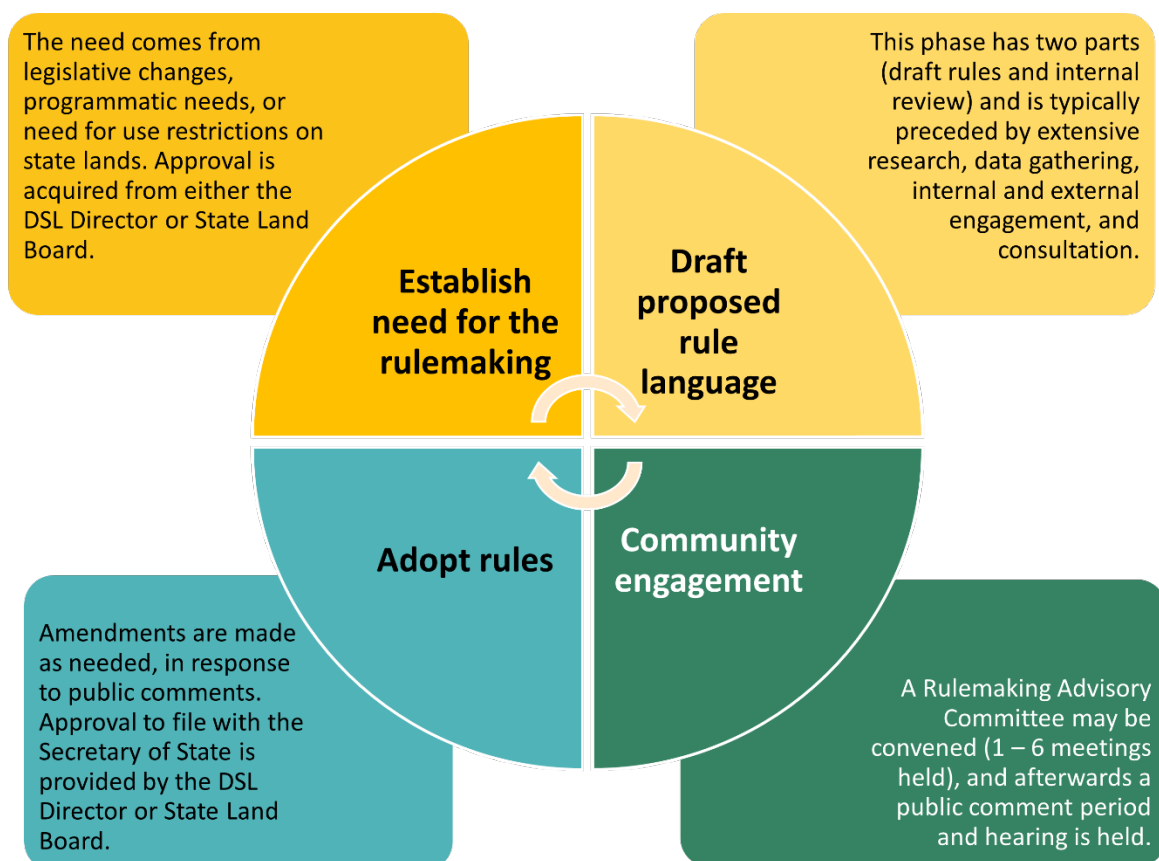 The need comes from
legislative changes,
programmatic needs, or
need for use restrictions on
state lands. Approval is
acquired from either the
DSL Director or State Land
Board.
Establish
need for the
rulemaking
This phase has two parts
(draft rules and internal
review) and is typically
preceded by extensive
research, data gathering,
internal and external
engagement, and
consultation.
Draft
proposed
rule
language
Community
engagement
A Rulemaking Advisory
Committee may be
convened (1 – 6 meetings
held), and afterwards a
public comment period
and hearing is held.
Adopt rules
Amendments are made
as needed, in response
to public comments.
Approval to file with the
Secretary of State is
provided by the DSL
Director or State Land
Board.